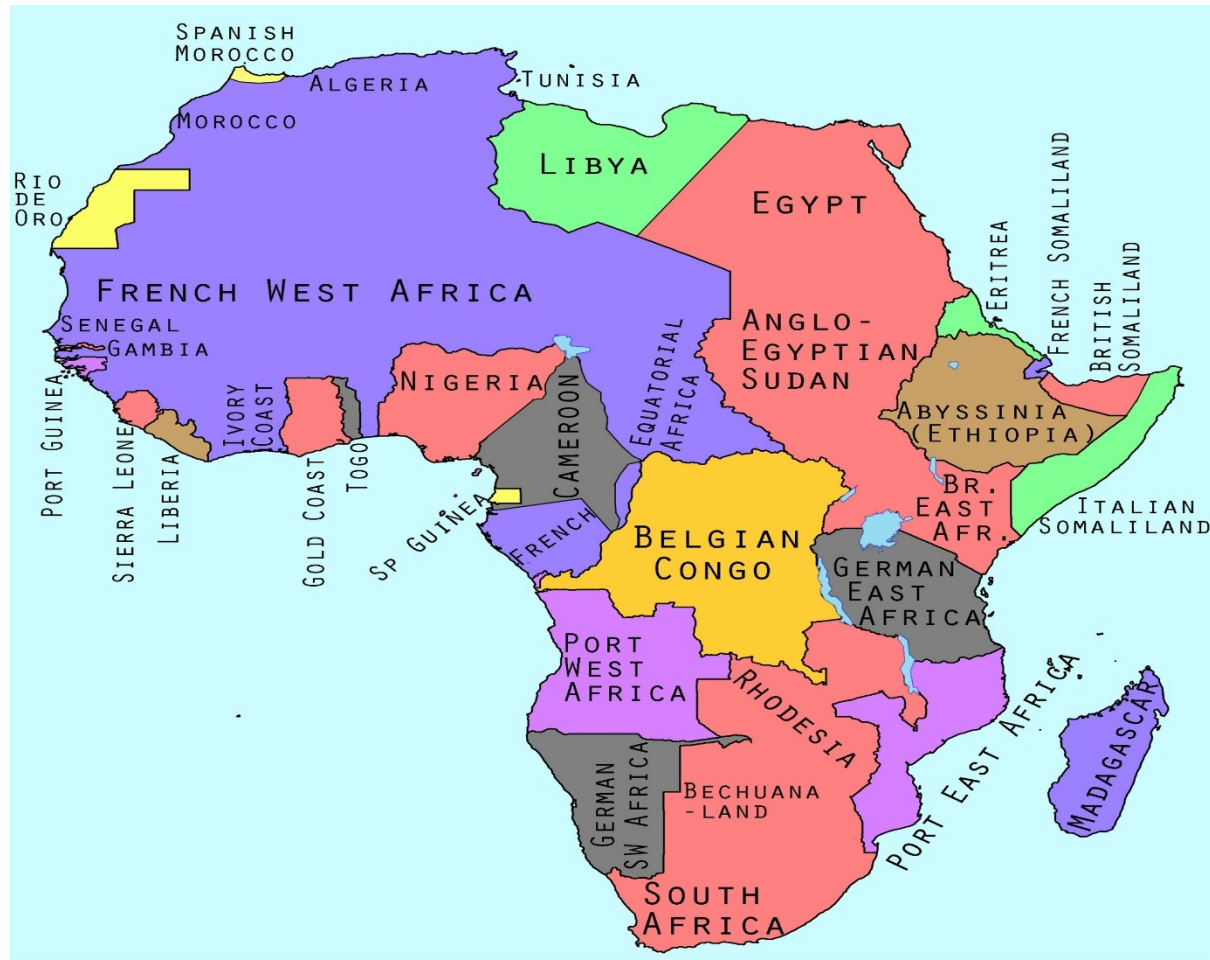 SPANISH
MOROCCO
ALGERIA
TUNISIA
MOROCCO
LIBYA
RIO
DE
ORO
EGYPT
ERITREA
FRENCH SOMALILAND
BRITISH
SOMALILAND
FRENCH WEST AFRICA
SENEGAL
GAMBIA
ANGLO-
EGYPTIAN
SUDAN
NIGERIA
EQUATORIAL
AFRICA
PORT GUINEA
SIERRA LEONE
LIBERIA
IVORY
COAST
GOLD COAST
TOGO
CAMEROON
ABYSSINIA
(ETHIOPIA)
SP GUINEA
FRENCH
BR.
EAST
AFR.
ITALIAN
SOMALILAND
BELGIAN
CONGO
GERMAN
EAST
AFRICA
PORT
WEST
AFRICA
RHODESIA
PORT EAST AFRICA
MADAGASCAR
GERMAN
SW AFRICA
BECHUANA
-LAND
SOUTH
AFRICA